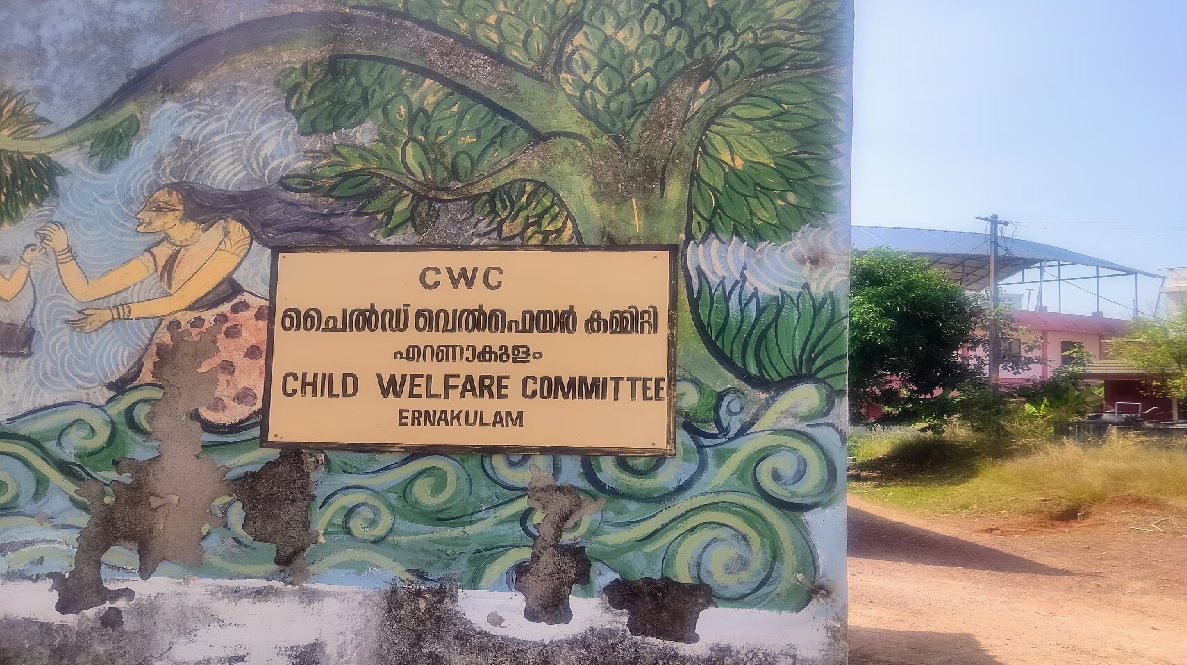 CWC
ചൈൽഡ് വെൽഫെയർ കമ്മിറ്റി
എറണാകുളം
CHILD WELFARE COMMITTEE
ERNAKULAM